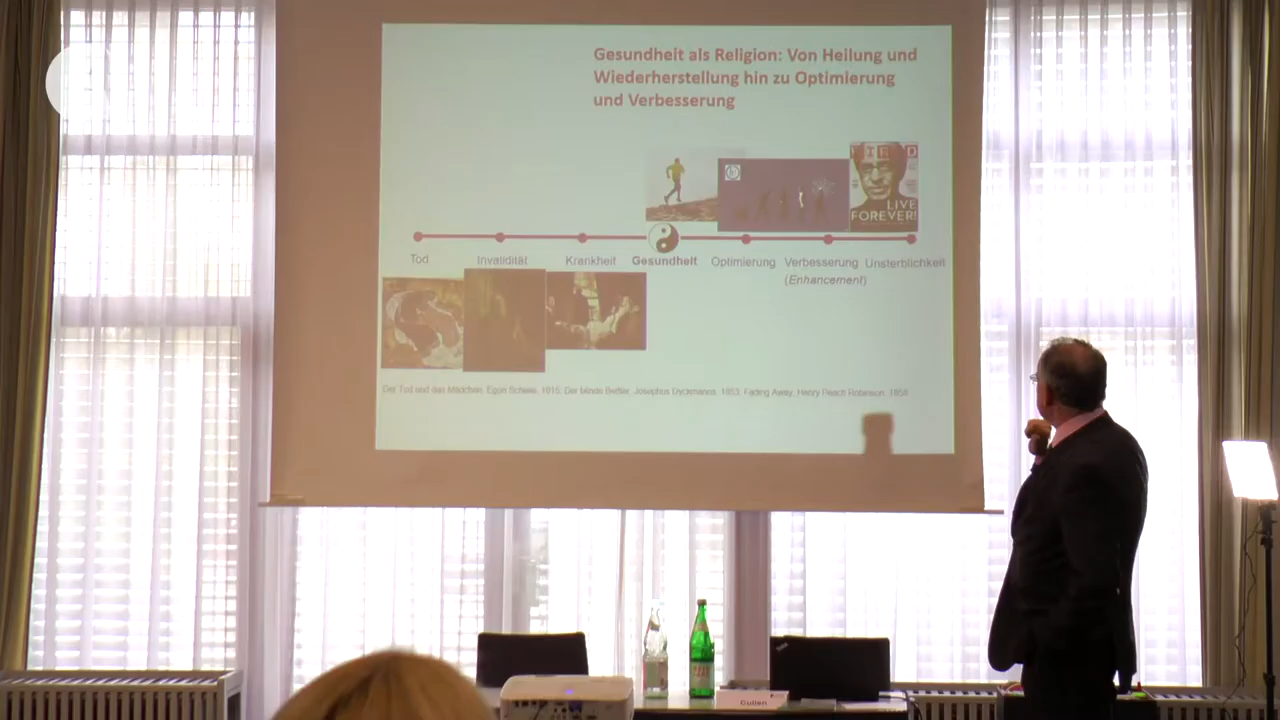 Gesundheit als Religion: Von Heilung und
Wiederherstellung hin zu Optimierung
und Verbesserung
WIRED
LIVE
FOREVER!
Tod Invalidität Krankheit Gesundheit Optimierung Verbesserung Unsterblichkeit
(Enhancement)
Der Tod und das Mädchen, Egon Schiele, 1915; Der blinde Bettler, Josephus Dyckmanns, 1853; Fading Away, Henry Peach Robinson, 1858
Cullen